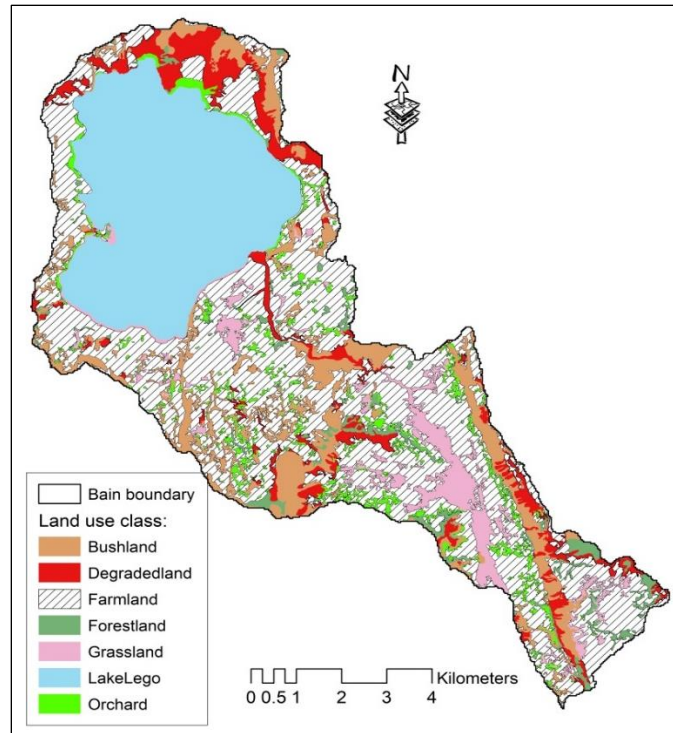 N
Bain boundary
Land use class:
Bushland
Degradedland
Farmland
Forestland
Grassland
LakeLego
Orchard
Kilometers
0 0.5 1 2 3 4